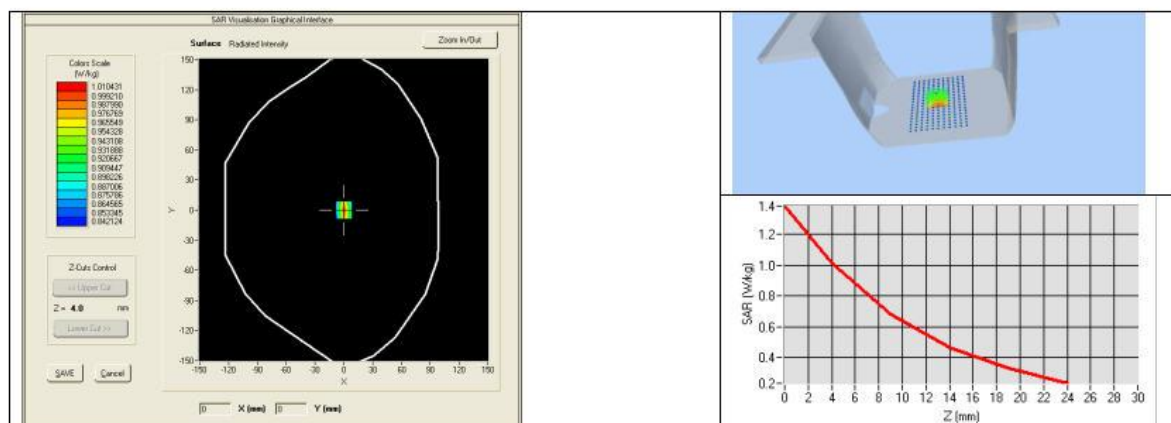 SAR Visualisation Graphical Interface
Surface Radiated Intensity
Zoom In/Out
Colors Scale
(W/kg)
1.010431
0.999210
0.987990
0.976769
0.965549
0.954328
0.943108
0.931888
0.920667
0.909447
0.898226
0.887006
0.875786
0.864565
0.853345
0.842124
Z-Cuts Control
<< Upper Cut
Z = 4.0 mm
Lower Cut >>
SAVE Cancel
150
120
90
60
30
0
-30
-60
-90
-120
-150
Y
-150 -120 -90 -60 -30 0 30 60 90 120 150
X
0 X (mm) 0 Y (mm)
1.4
1.2
1.0
0.8
0.6
0.4
0.2
SAR (W/kg)
0 2 4 6 8 10 12 14 16 18 20 22 24 26 30
Z (mm)